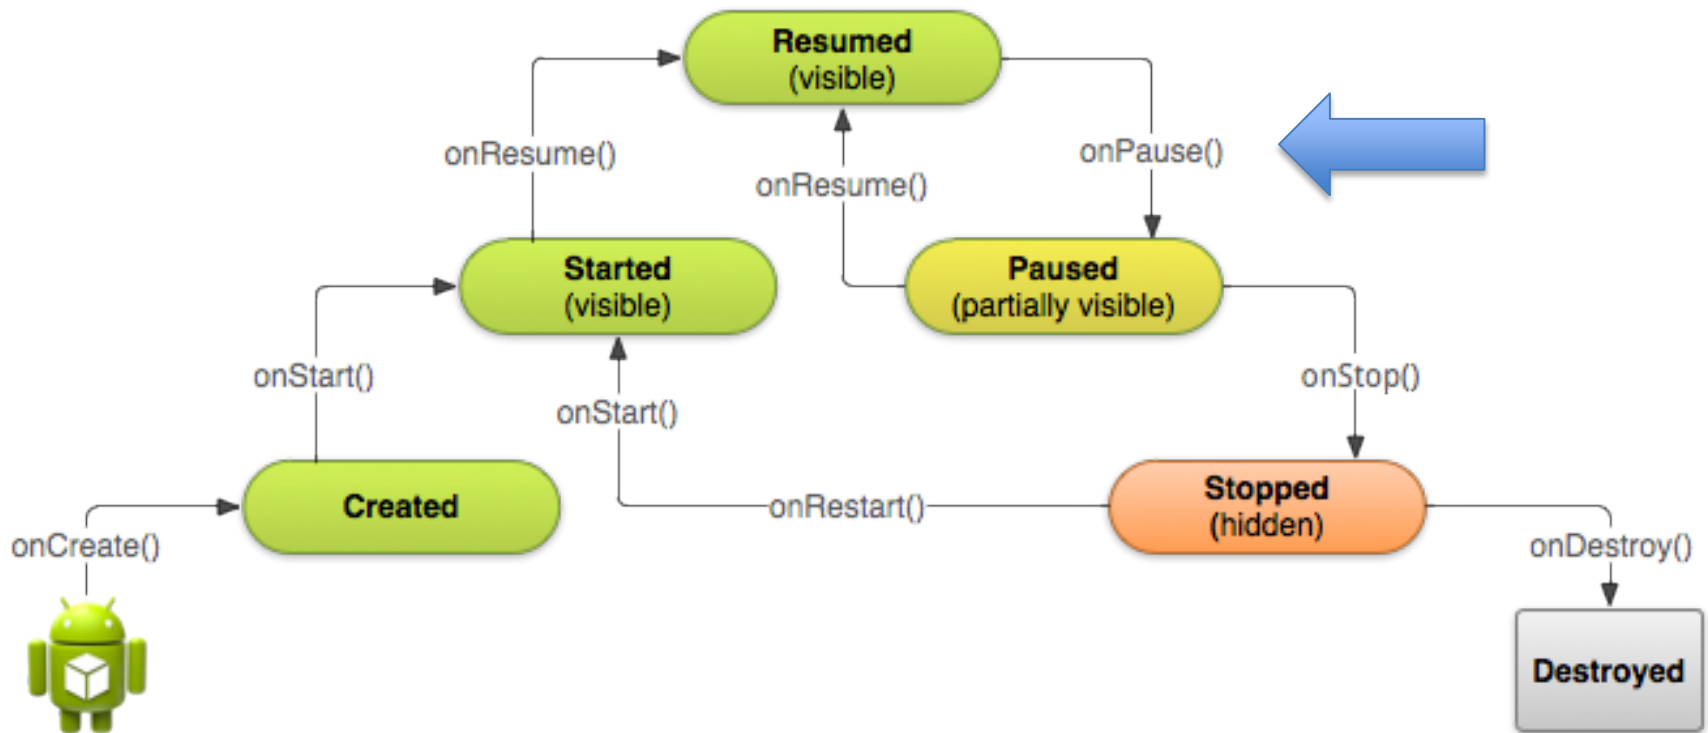 Resumed
(visible)
onResume()
onPause()
onResume()
Started
(visible)
Paused
(partially visible)
onStart()
onStop()
onStart()
Created
onRestart()
Stopped
(hidden)
onCreate()
onDestroy()
Destroyed